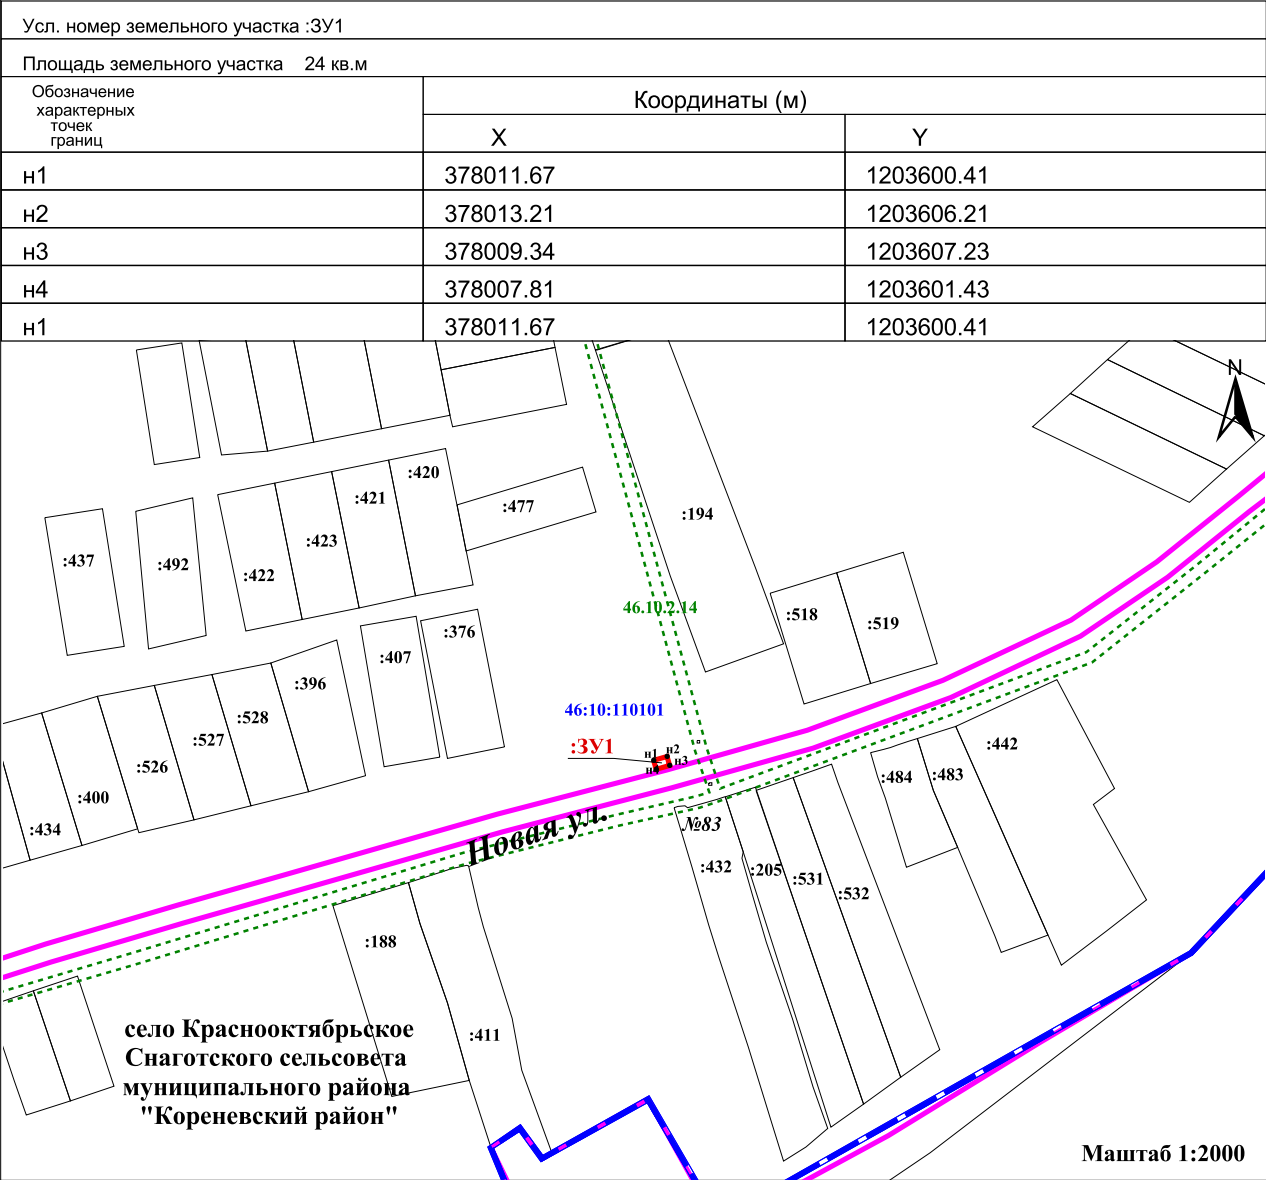 Усл. номер земельного участка :ЗУ1
Площадь земельного участка 24 кв.м
Обозначение
характерных
точек
границ
Координаты (м)
X
Y
н1 378011.67 1203600.41
н2 378013.21 1203606.21
н3 378009.34 1203607.23
н4 378007.81 1203601.43
н1 378011.67 1203600.41
N
:420
:421
:477
:194
:423
:437
:492
:422
46.10.2.14
:518
:519
:376
:407
:396
46:10:110101
:528
:527
:ЗУ1
н1
н2
н3
:442
:526
:484
:483
:400
:434
Новая ул.
№83
:432
:205
:531
:532
:188
:411
село Краснооктябрьское
Снаготского сельсовета
муниципального района
"Кореневский район"
Маштаб 1:2000